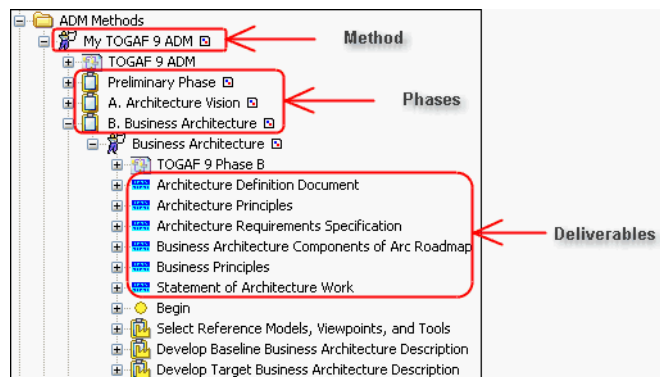 ADM Methods
My TOGAF 9 ADM
Method
TOGAF 9 ADM
Preliminary Phase
A. Architecture Vision
Phases
B. Business Architecture
Business Architecture
TOGAF 9 Phase B
Architecture Definition Document
Architecture Principles
Architecture Requirements Specification
Deliverables
Business Architecture Components of Arc Roadmap
Business Principles
Statement of Architecture Work
Begin
Select Reference Models, Viewpoints, and Tools
Develop Baseline Business Architecture Description
Develop Target Business Architecture Description